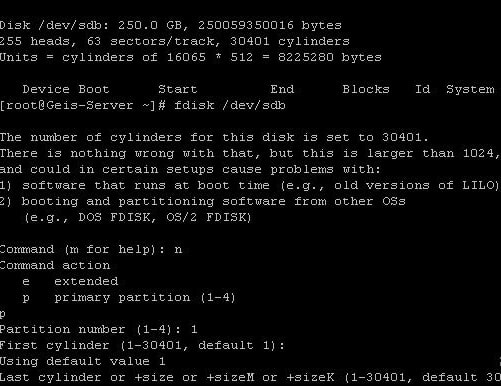 Disk /dev/sdb: 250.0 GB, 250059350016 bytes
255 heads, 63 sectors/track, 30401 cylinders
Units = cylinders of 16065 * 512 = 8225280 bytes
Device Boot Start End Blocks Id System
[root@Geis-Server ~]# fdisk /dev/sdb
The number of cylinders for this disk is set to 30401.
There is nothing wrong with that, but this is larger than 1024,
and could in certain setups cause problems with:
1) software that runs at boot time (e.g., old versions of LILO)
2) booting and partitioning software from other OSs
(e.g., DOS FDISK, OS/2 FDISK)
Command (m for help): n
Command action
e extended
p primary partition (1-4)
p
Partition number (1-4): 1
First cylinder (1-30401, default 1):
Using default value 1
Last cylinder or +size or +sizeM or +sizeK (1-30401, default 30